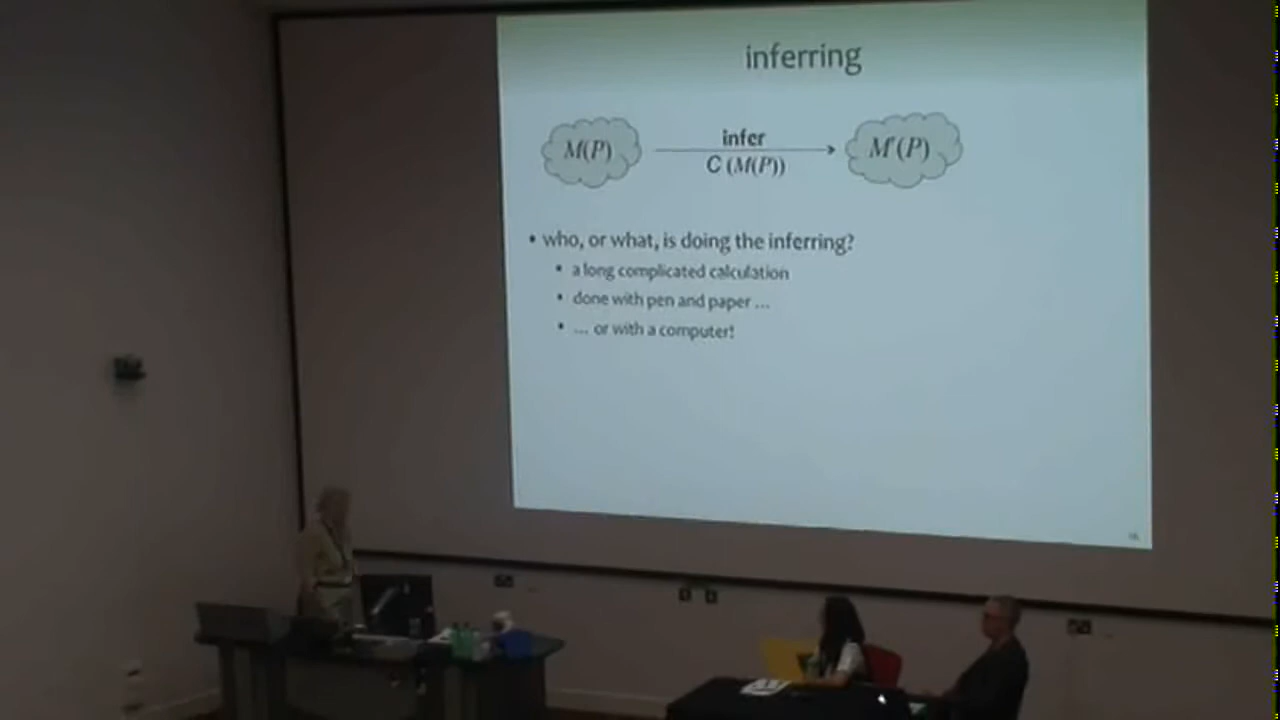 inferring
M(P)
infer
C (M(P))
M'(P)
• who, or what, is doing the inferring?
• a long complicated calculation
• done with pen and paper ...
• ... or with a computer!